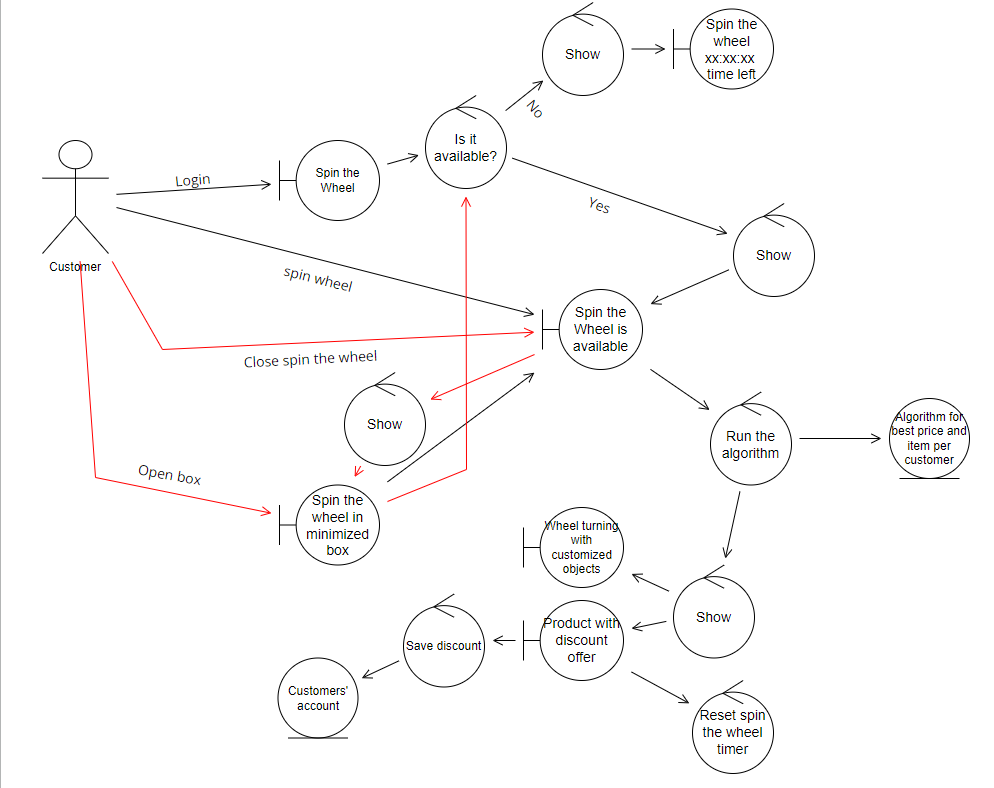 Show
Spin the
wheel
xx:xx:xx
time left
No
Is it
available?
Login
Spin the
Wheel
Yes
Customer
spin wheel
Show
Spin the
Wheel is
available
Close spin the wheel
Show
Run the
algorithm
Algorithm for
best price and
item per
customer
Open box
Spin the
wheel in
minimized
box
Wheel turning
with
customized
objects
Show
Product with
discount
offer
Save discount
Customers'
account
Reset spin
the wheel
timer